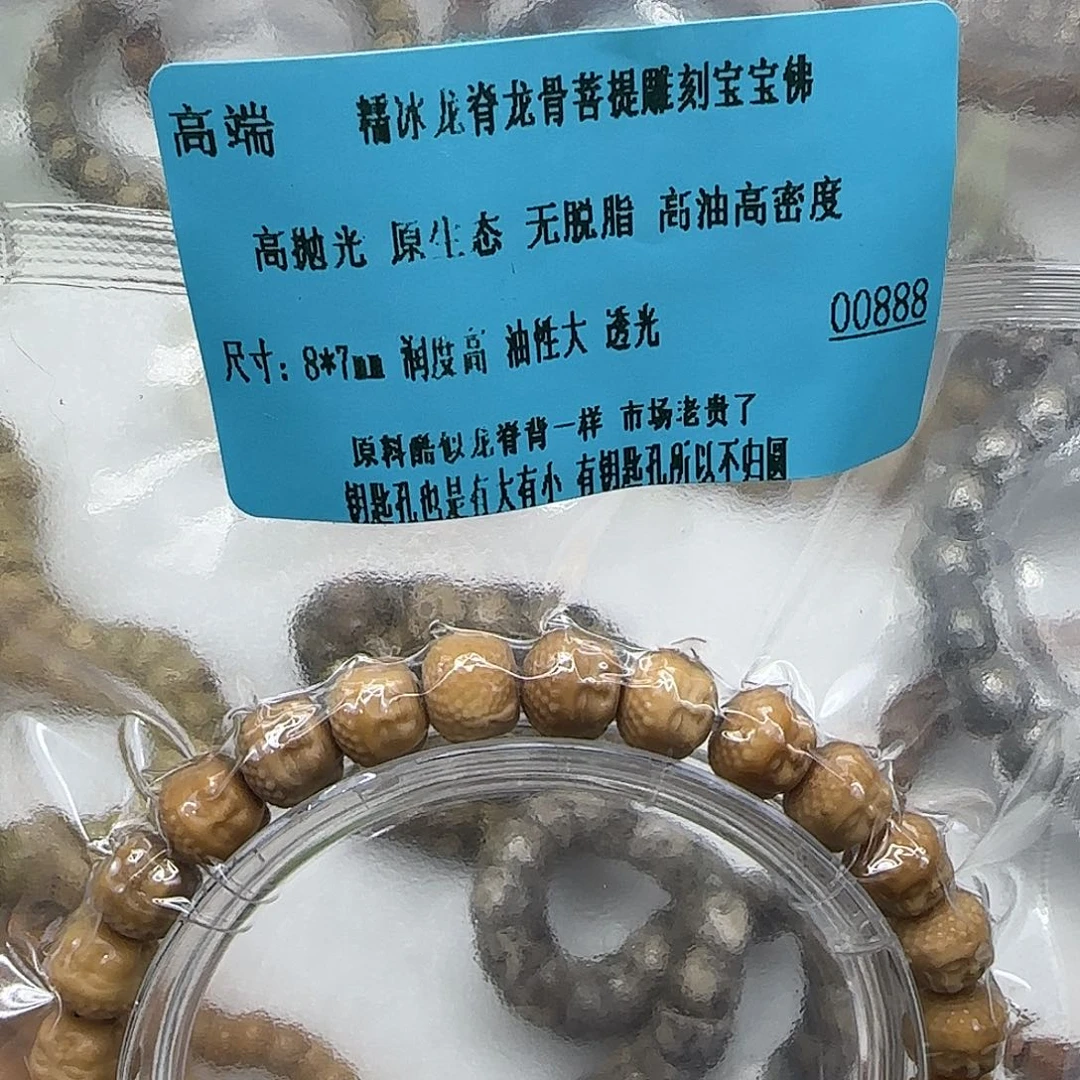 高端 糯冰龙脊龙骨菩提雕刻宝宝佛
高抛光 原生态 无脱脂 高油高密度
尺寸：8*7mm 润度高 油性大 透光 00888
原料酷似龙脊背一样 市场老贵了
钥匙孔也是有大有小 有钥匙孔所以不归圆